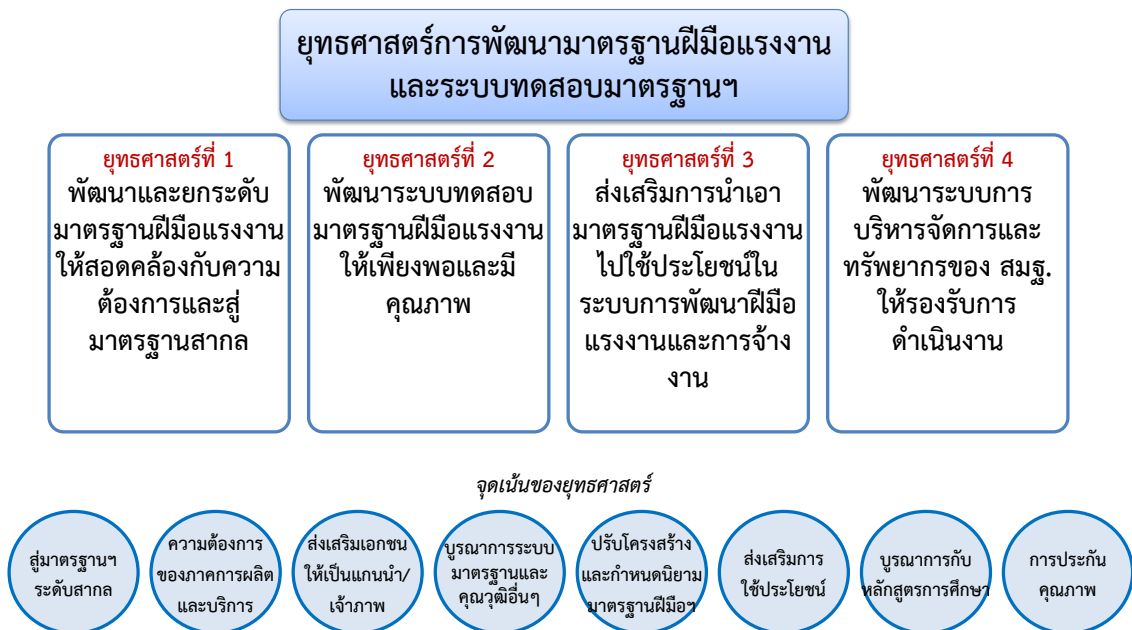 ยุทธศาสตร์การพัฒนามาตรฐานฝีมือแรงงาน
และระบบทดสอบมาตรฐานฯ
ยุทธศาสตร์ที่ 1
พัฒนาและยกระดับ
มาตรฐานฝีมือแรงงาน
ให้สอดคล้องกับความ
ต้องการและสู่
มาตรฐานสากล
ยุทธศาสตร์ที่ 2
พัฒนาระบบทดสอบ
มาตรฐานฝีมือแรงงาน
ให้เพียงพอและมี
คุณภาพ
ยุทธศาสตร์ที่ 3
ส่งเสริมการนำเอา
มาตรฐานฝีมือแรงงาน
ไปใช้ประโยชน์ใน
ระบบการพัฒนาฝีมือ
แรงงานและการจ้าง
งาน
ยุทธศาสตร์ที่ 4
พัฒนาระบบการ
บริหารจัดการและ
ทรัพยากรของ สมฐ.
ให้รองรับการ
ดำเนินงาน
จุดเน้นของยุทธศาสตร์
สู่มาตรฐานฯ
ระดับสากล
ความต้องการ
ของภาคการผลิต
และบริการ
ส่งเสริมเอกชน
ให้เป็นแกนนำ/
เจ้าภาพ
บูรณาการระบบ
มาตรฐานและ
คุณวุฒิอื่นๆ
ปรับโครงสร้าง
และกำหนดนิยาม
มาตรฐานฝีมือฯ
ส่งเสริมการ
ใช้ประโยชน์
บูรณาการกับ
หลักสูตรการศึกษา
การประกัน
คุณภาพ